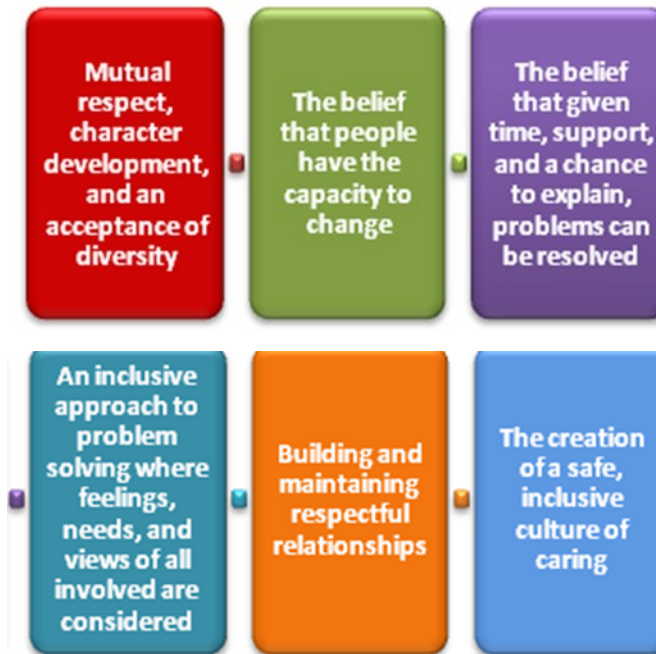 Mutual
respect,
character
development,
and an
acceptance of
diversity
The belief
that people
have the
capacity to
change
The belief
that given
time, support,
and a chance
to explain,
problems can
be resolved
An inclusive
approach to
problem
solving where
feelings,
needs, and
views of all
involved are
considered
Building and
maintaining
respectful
relationships
The creation
of a safe,
inclusive
culture of
caring